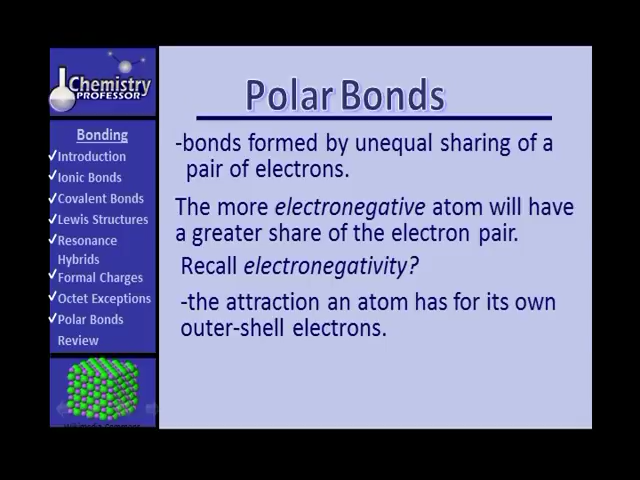 Chemistry
PROFESSOR
Bonding
✓Introduction
✓Ionic Bonds
✓Covalent Bonds
✓Lewis Structures
✓Resonance
Hybrids
✓Formal Charges
✓Octet Exceptions
✓Polar Bonds
Review
Wikimedia Commons
Polar Bonds
-bonds formed by unequal sharing of a
pair of electrons.
The more electronegative atom will have
a greater share of the electron pair.
Recall electronegativity?
-the attraction an atom has for its own
outer-shell electrons.